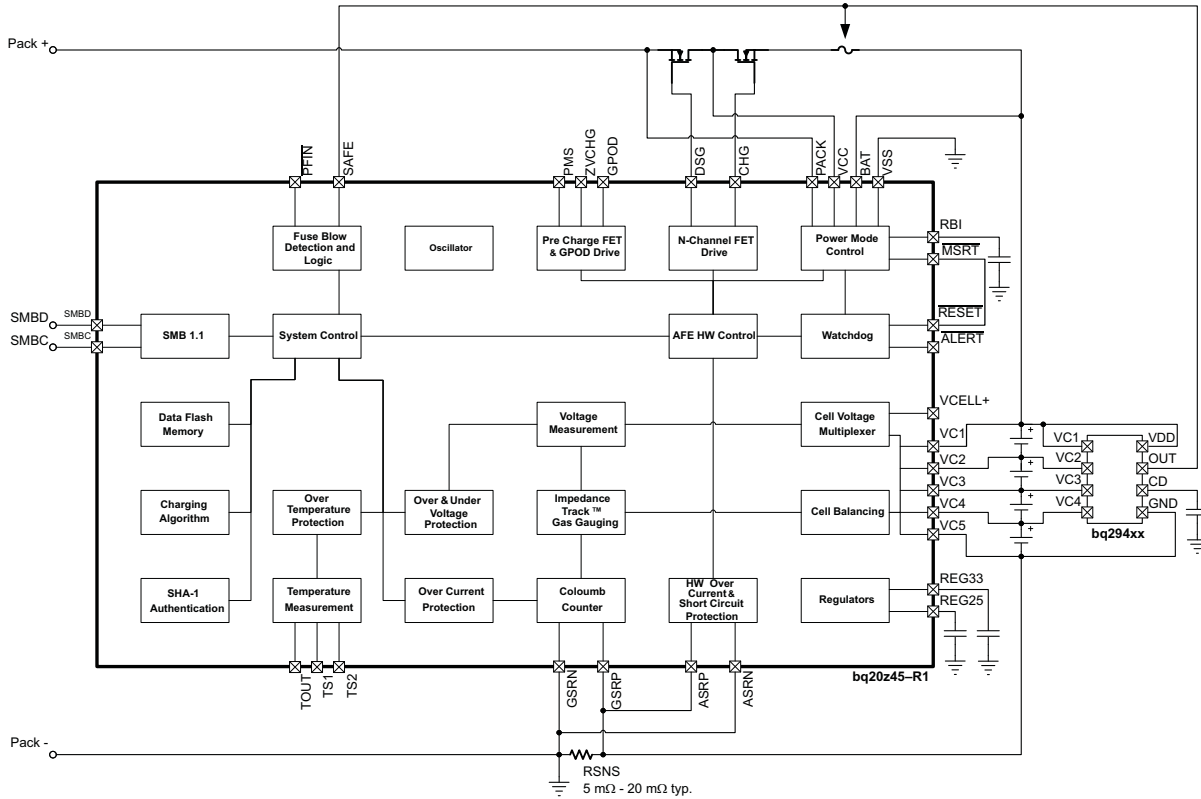 Pack +
PFIN
SAFE
PMS
ZVCHG
GPOD
DSG
CHG
PACK
VCC
BAT
VSS
Fuse Blow
Detection and
Logic
Oscillator
Pre Charge FET
& GPOD Drive
N-Channel FET
Drive
Power Mode
Control
RBI
MSRT
SMBD
SMBD
SMBC
SMBC
SMB 1.1
System Control
AFE HW Control
Watchdog
RESET
ALERT
Data Flash
Memory
Voltage
Measurement
Cell Voltage
Multiplexer
VCELL+
VC1
VC2
VC3
VC4
VC5
+
+
+
+
VC1
VC2
VC3
VC4
VDD
OUT
CD
GND
bq294xx
Charging
Algorithm
Over
Temperature
Protection
Over & Under
Voltage
Protection
Impedance
Track™
Gas Gauging
Cell Balancing
SHA-1
Authentication
Temperature
Measurement
Over Current
Protection
Coloumb
Counter
HW Over
Current &
Short Circuit
Protection
Regulators
REG33
REG25
bq20z45–R1
TOUT
TS1
TS2
GSRN
GSRP
ASRP
ASRN
Pack -
RSNS
5 mΩ - 20 mΩ typ.